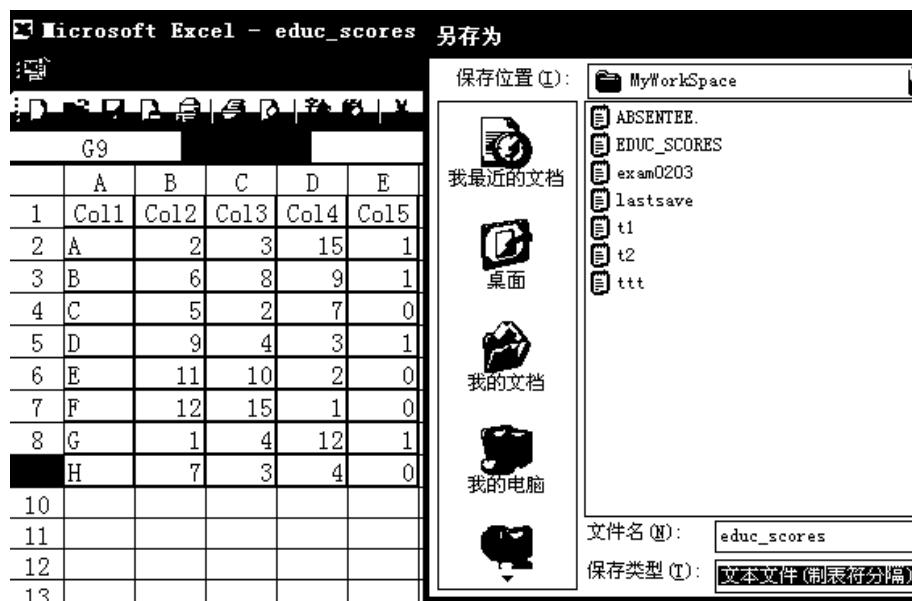 Microsoft Excel - educ_scores
G9
A B C D E
1 Col1 Col2 Col3 Col4 Col5
2 A 2 3 15 1
3 B 6 8 9 1
4 C 5 2 7 0
5 D 9 4 3 1
6 E 11 10 2 0
7 F 12 15 1 0
8 G 1 4 12 1
H 7 3 4 0
10
11
12
13
另存为
保存位置(I):
MyWorkSpace
我最近的文档
桌面
我的文档
我的电脑
ABSENTEE.
EDUC_SCORES
exam0203
lastsave
t1
t2
ttt
文件名(N):
educ_scores
保存类型(T):
文本文件(制表符分隔)